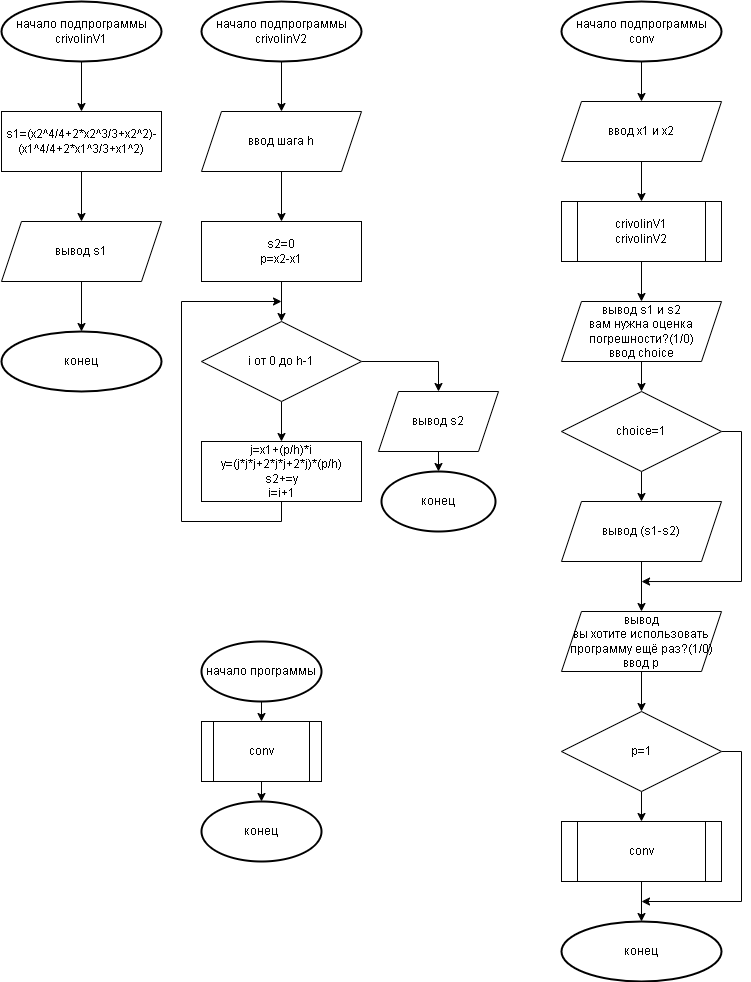 начало подпрограммы
crivolinV1
s1=(x2^4/4+2*x2^3/3+x2^2)-
(x1^4/4+2*x1^3/3+x1^2)
вывод s1
конец
начало подпрограммы
crivolinV2
ввод шага h
s2=0
p=x2-x1
i от 0 до h-1
j=x1+(p/h)*i
y=(j*j*j+2*j*j+2*j)*(p/h)
s2+=y
i=i+1
вывод s2
конец
начало программы
conv
конец
начало подпрограммы
conv
ввод x1 и x2
crivolinV1
crivolinV2
вывод s1 и s2
вам нужна оценка
погрешности?(1/0)
ввод choice
choice=1
вывод (s1-s2)
вывод
вы хотите использовать
программу ещё раз?(1/0)
ввод p
p=1
conv
конец